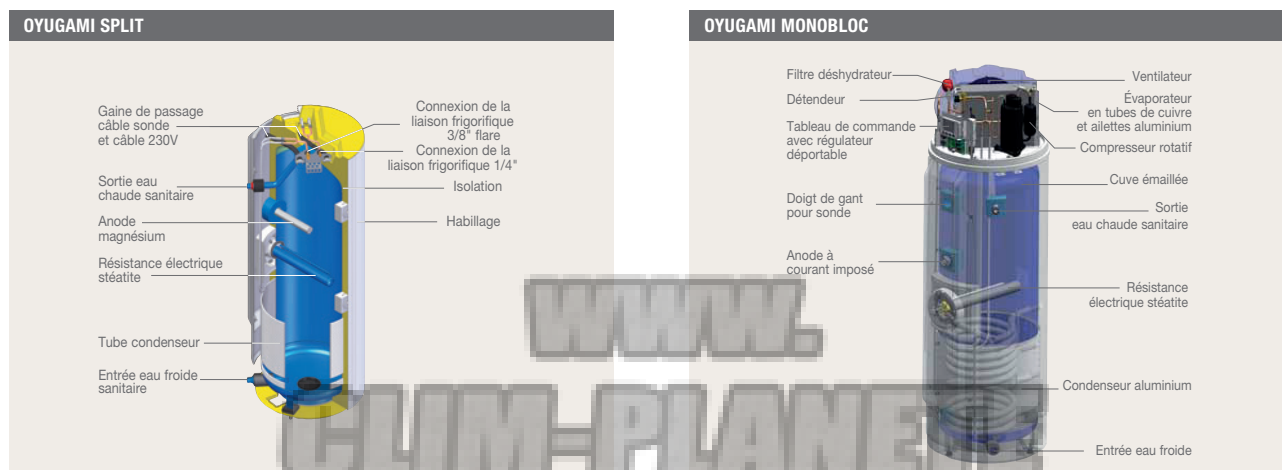 OYUGAMI SPLIT
Gaine de passage
câble sonde
et câble 230V
Sortie eau
chaude sanitaire
Anode
magnésium
Résistance électrique
stéatite
Tube condenseur
Entrée eau froide
sanitaire
Connexion de la
liaison frigorifique
3/8" flare
Connexion de la
liaison frigorifique 1/4"
Isolation
Habillage
OYUGAMI MONOBLOC
Filtre déshydrateur
Détendeur
Tableau de commande
avec régulateur
déportable
Doigt de gant
pour sonde
Anode à
courant imposé
Ventilateur
Évaporateur
en tubes de cuivre
et ailettes aluminium
Compresseur rotatif
Cuve émaillée
Sortie
eau chaude sanitaire
Résistance
électrique stéatite
Condenseur aluminium
Entrée eau froide
www.